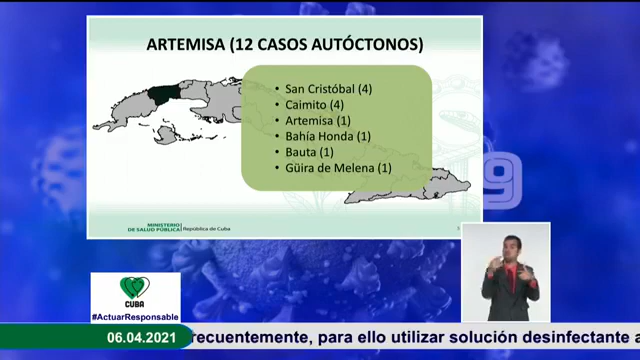 ARTEMISA (12 CASOS AUTÓCTONOS)
• San Cristóbal (4)
• Caimito (4)
• Artemisa (1)
• Bahía Honda (1)
• Bauta (1)
• Güira de Melena (1)
MINISTERIO
DE SALUD PÚBLICA
República de Cuba
9
CUBA
#ActuarResponsable
06.04.2021
recuentemente, para ello utilizar solución desinfectante a